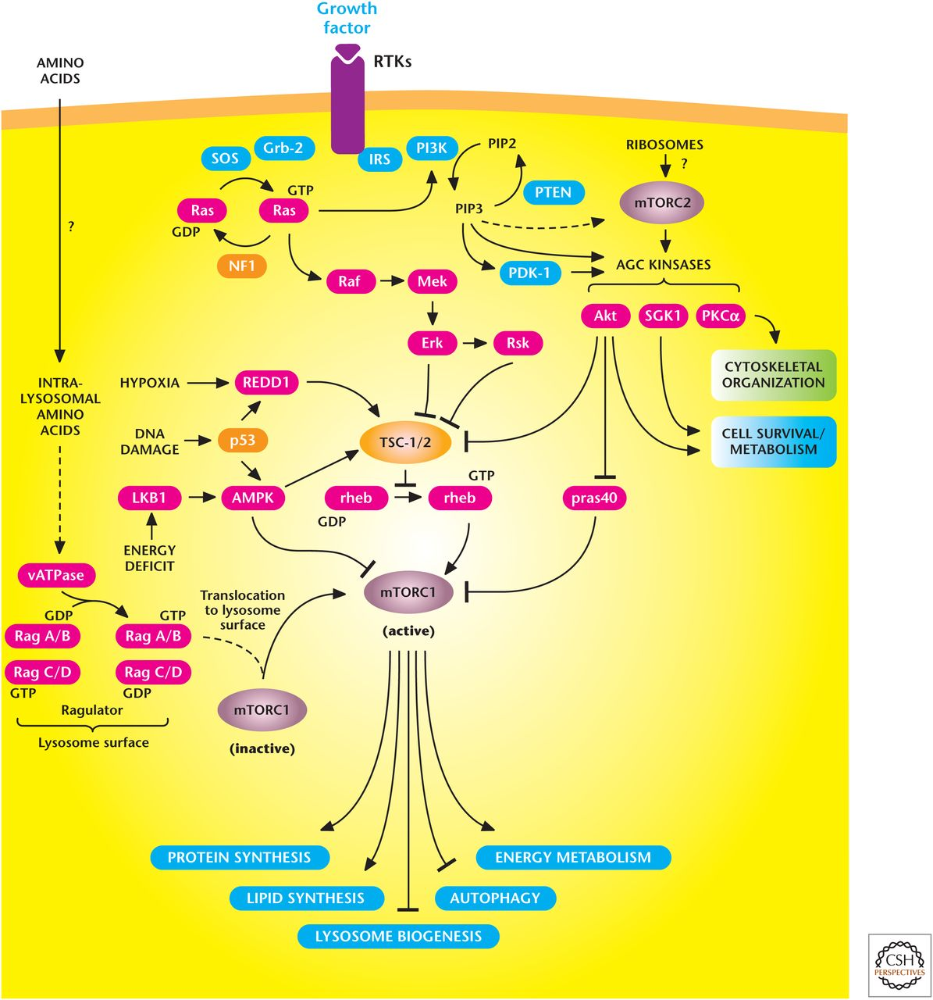 Growth
factor
RTKs
AMINO
ACIDS
?
SOS
Grb-2
IRS
PI3K
PIP2
PTEN
PIP3
RIBOSOMES
?
mTORC2
Ras
GDP
GTP
Ras
NF1
Raf
Mek
PDK-1
AGC KINSASES
Akt
SGK1
PKCα
Erk
Rsk
CYTOSKELETAL
ORGANIZATION
CELL SURVIVAL/
METABOLISM
INTRA-
LYSOSOMAL
AMINO
ACIDS
HYPOXIA
REDD1
DNA
DAMAGE
p53
TSC-1/2
LKB1
AMPK
rheb
GDP
GTP
rheb
pras40
ENERGY
DEFICIT
vATPase
GDP
Rag A/B
Rag C/D
GTP
GTP
Rag A/B
Rag C/D
GDP
Ragulator
Lysosome surface
Translocation
to lysosome
surface
mTORC1
(inactive)
mTORC1
(active)
PROTEIN SYNTHESIS
ENERGY METABOLISM
LIPID SYNTHESIS
AUTOPHAGY
LYSOSOME BIOGENESIS
CSH
PERSPECTIVES